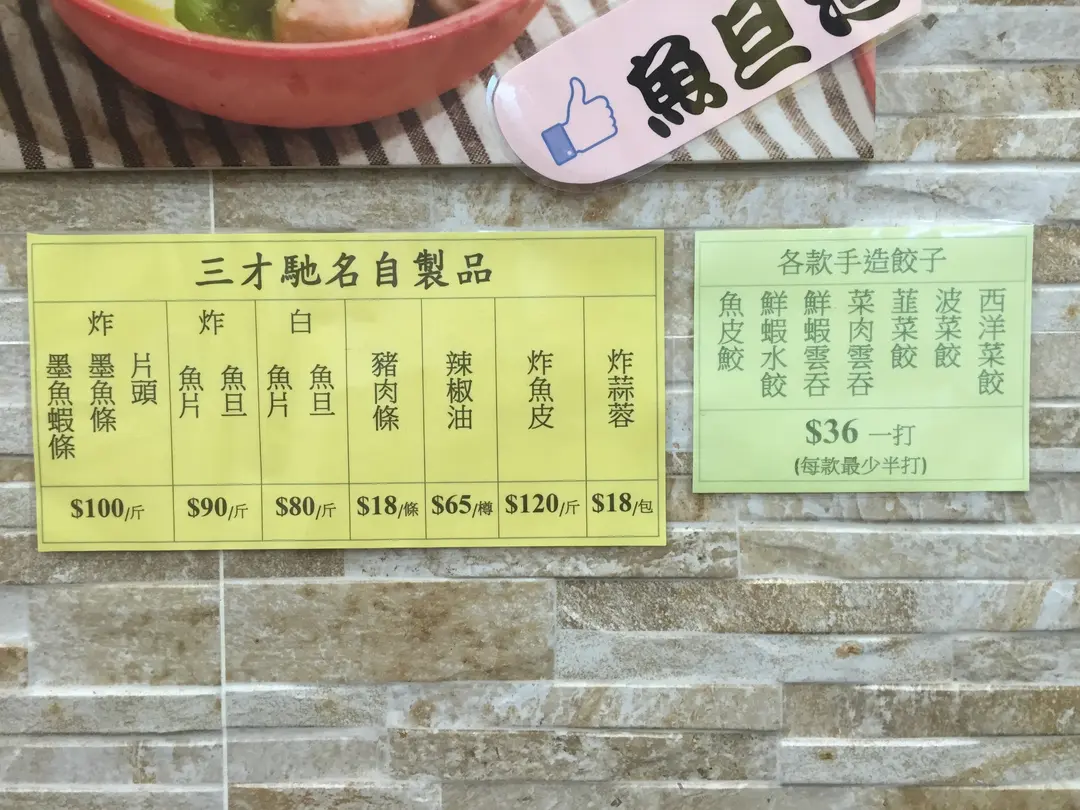 魚旦
三才馳名自製品
炸
片頭
墨魚條
墨魚蝦條
$100/斤
炸
魚旦
魚片
$90/斤
白
魚旦
魚片
$80/斤
豬肉條
$18/條
辣椒油
$65/樽
炸魚皮
$120/斤
炸蒜蓉
$18/包
各款手造餃子
西洋菜餃
波菜餃
韮菜餃
菜肉雲吞
鮮蝦雲吞
鮮蝦水餃
魚皮鮫
$36 一打
(每款最少半打)